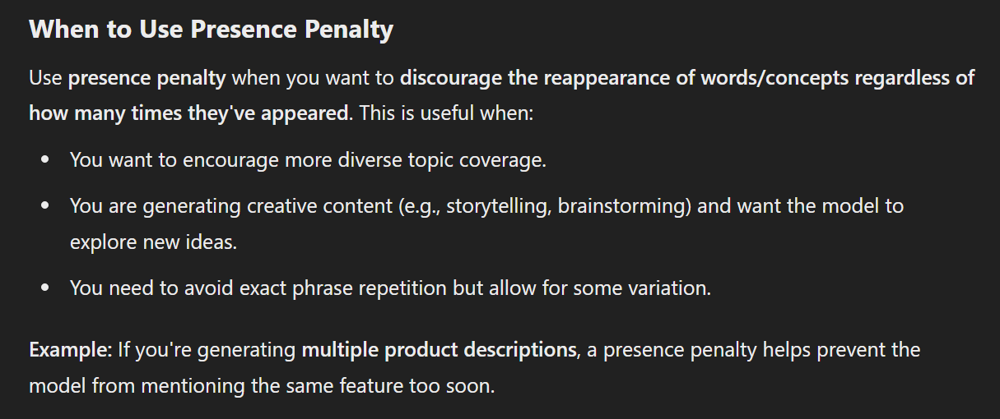 When to Use Presence Penalty
Use presence penalty when you want to discourage the reappearance of words/concepts regardless of
how many times they've appeared. This is useful when:
• You want to encourage more diverse topic coverage.
• You are generating creative content (e.g., storytelling, brainstorming) and want the model to
explore new ideas.
• You need to avoid exact phrase repetition but allow for some variation.
Example: If you're generating multiple product descriptions, a presence penalty helps prevent the
model from mentioning the same feature too soon.